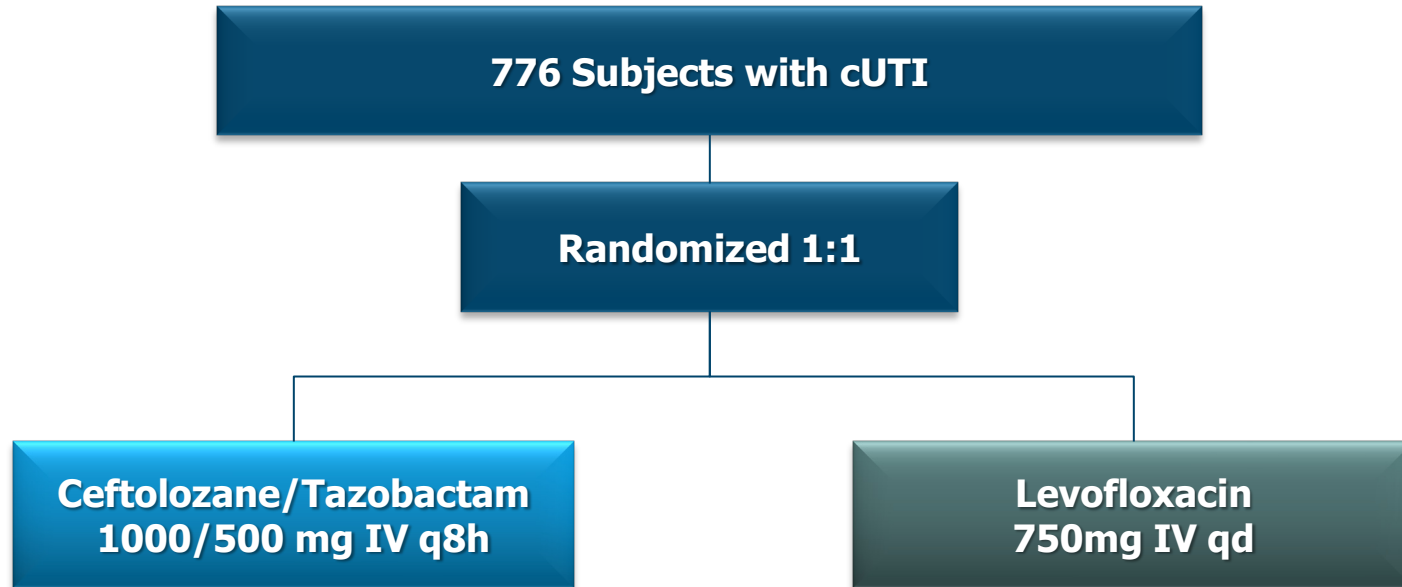 776 Subjects with cUTI
Randomized 1:1
Ceftolozane/Tazobactam
1000/500 mg IV q8h
Levofloxacin
750mg IV qd